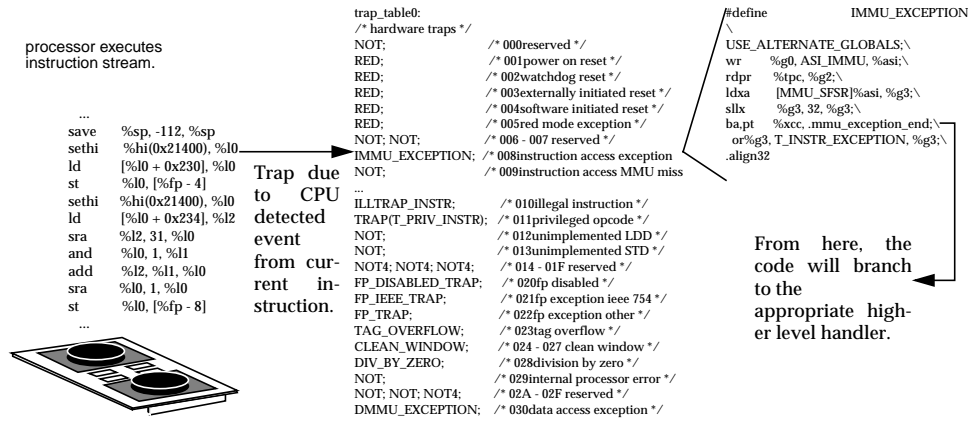 processor executes
instruction stream.
...
save %sp, -112, %sp
sethi %hi(0x21400), %l0
ld [%l0 + 0x230], %l0
st %l0, [%fp - 4]
sethi %hi(0x21400), %l0
ld [%l0 + 0x234], %l2
sra %l2, 31, %l0
and %l0, 1, %l1
add %l2, %l1, %l0
sra %l0, 1, %l0
st %l0, [%fp - 8]
...
Trap due
to CPU
detected
event
from cur-
rent in-
struction.
trap_table0:
/* hardware traps */
NOT; /* 000reserved */
RED; /* 001power on reset */
RED; /* 002watchdog reset */
RED; /* 003externally initiated reset */
RED; /* 004software initiated reset */
RED; /* 005red mode exception */
NOT; NOT; /* 006 - 007 reserved */
IMMU_EXCEPTION; /* 008instruction access exception
NOT; /* 009instruction access MMU miss
...
ILLTRAP_INSTR; /* 010illegal instruction */
TRAP(T_PRIV_INSTR); /* 011privileged opcode */
NOT; /* 012unimplemented LDD */
NOT; /* 013unimplemented STD */
NOT4; NOT4; NOT4; /* 014 - 01F reserved */
FP_DISABLED_TRAP; /* 020fp disabled */
FP_IEEE_TRAP; /* 021fp exception ieee 754 */
FP_TRAP; /* 022fp exception other */
TAG_OVERFLOW; /* 023tag overflow */
CLEAN_WINDOW; /* 024 - 027 clean window */
DIV_BY_ZERO; /* 028division by zero */
NOT; /* 029internal processor error */
NOT; NOT; NOT4; /* 02A - 02F reserved */
DMMU_EXCEPTION; /* 030data access exception */
#define IMMU_EXCEPTION
\
USE_ALTERNATE_GLOBALS;\
wr %g0, ASI_IMMU, %asi;\
rdpr %tpc, %g2;\
ldxa [MMU_SFSR]%asi, %g3;\
sllx %g3, 32, %g3;\
ba,pt %xcc, .mmu_exception_end;\
or%g3, T_INSTR_EXCEPTION, %g3;\
.align32
From here, the
code will branch
to the
appropriate high-
er level handler.